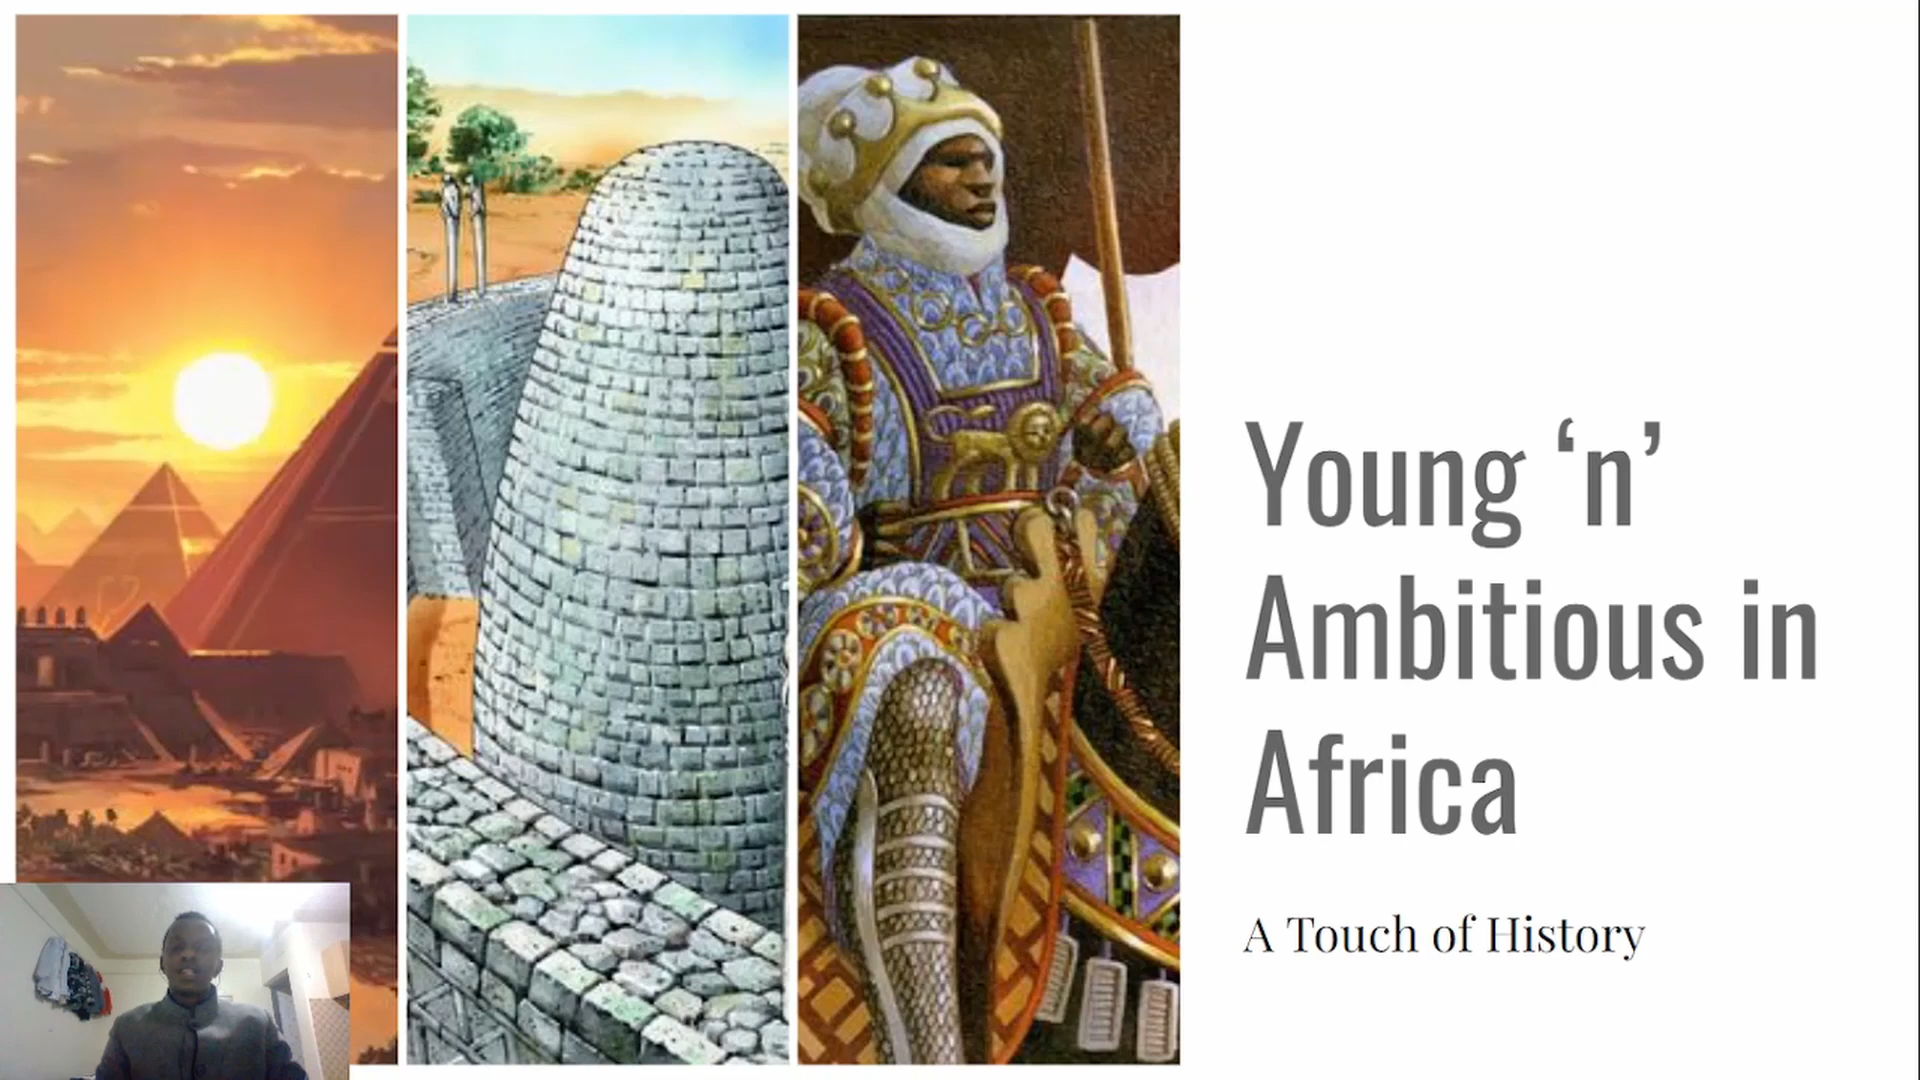 Young ‘n’
Ambitious in
Africa
A Touch of History